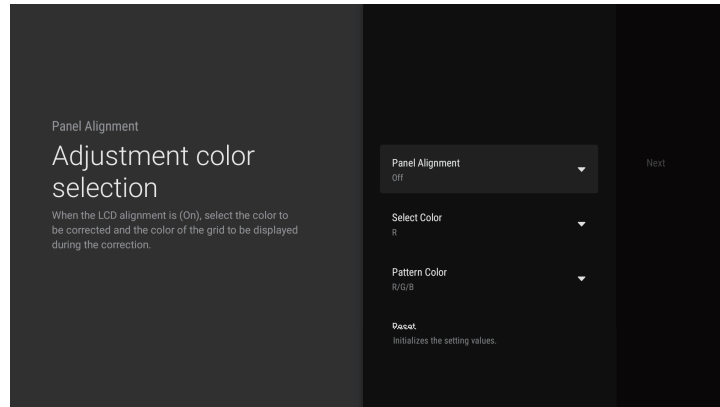 Panel Alignment
Adjustment color
selection
When the LCD alignment is (On), select the color to
be corrected and the color of the grid to be displayed
during the correction.
Panel Alignment
Off
Select Color
R
Pattern Color
R/G/B
Reset
Initializes the setting values.
Next